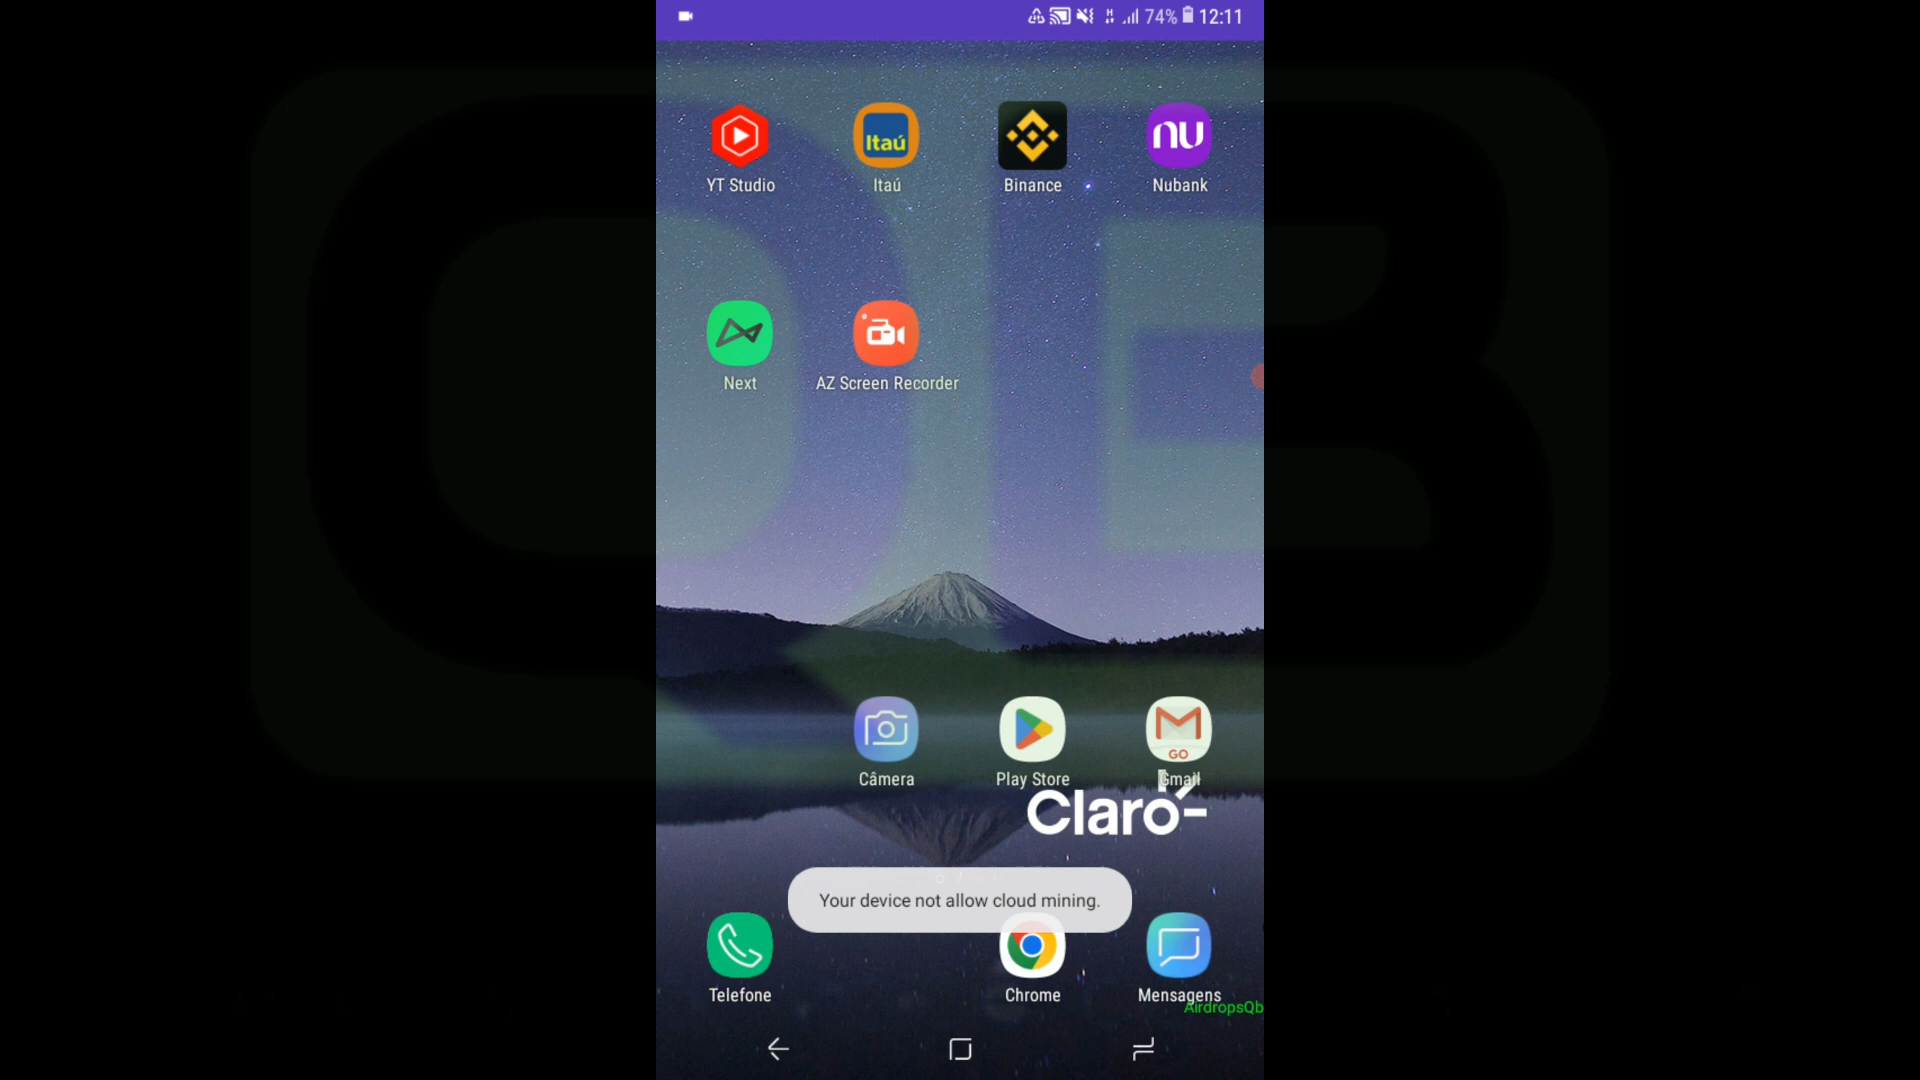 74% 12:11
Itaú
nu
YT Studio
Itaú
Binance
Nubank
Next
AZ Screen Recorder
GO
Câmera
Play Store
Gmail
Claro
Your device not allow cloud mining.
Telefone
Chrome
Mensagens
AirdropsQb